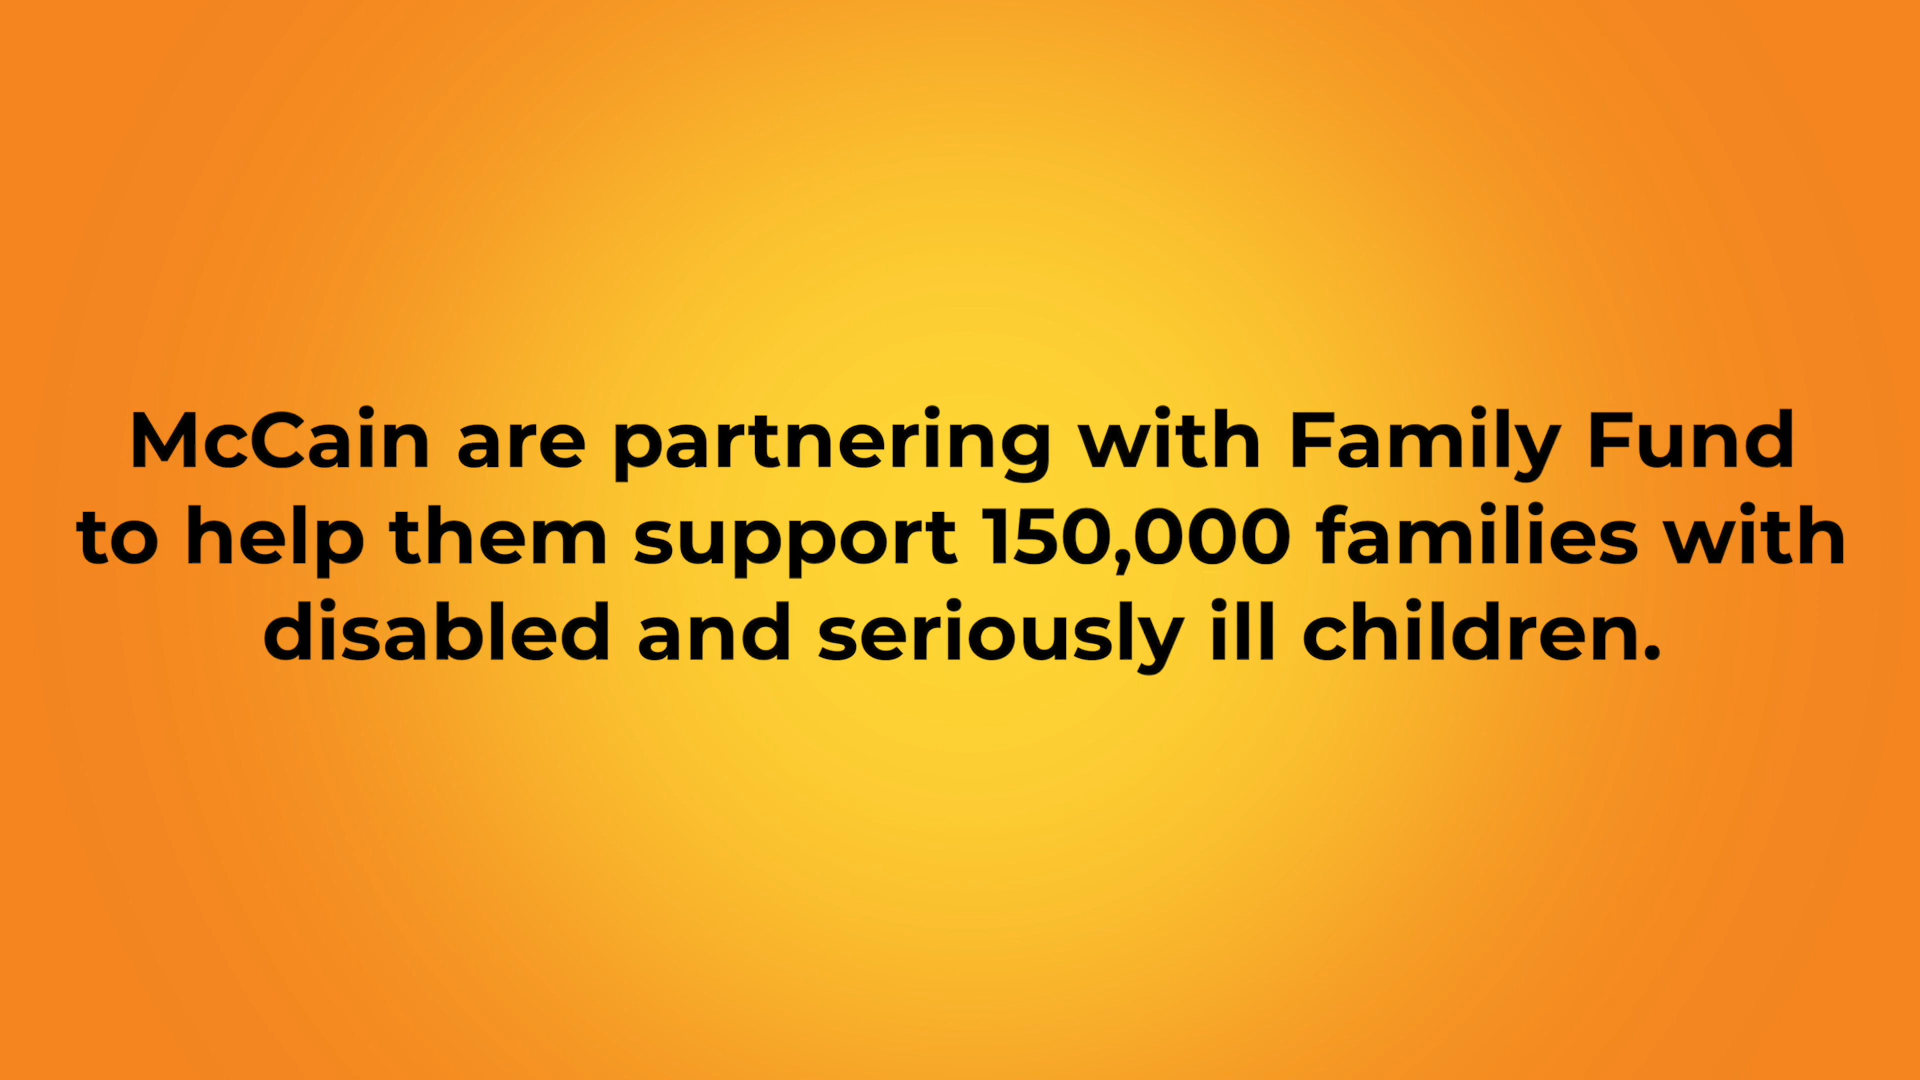 McCain are partnering with Family Fund
to help them support 150,000 families with
disabled and seriously ill children.